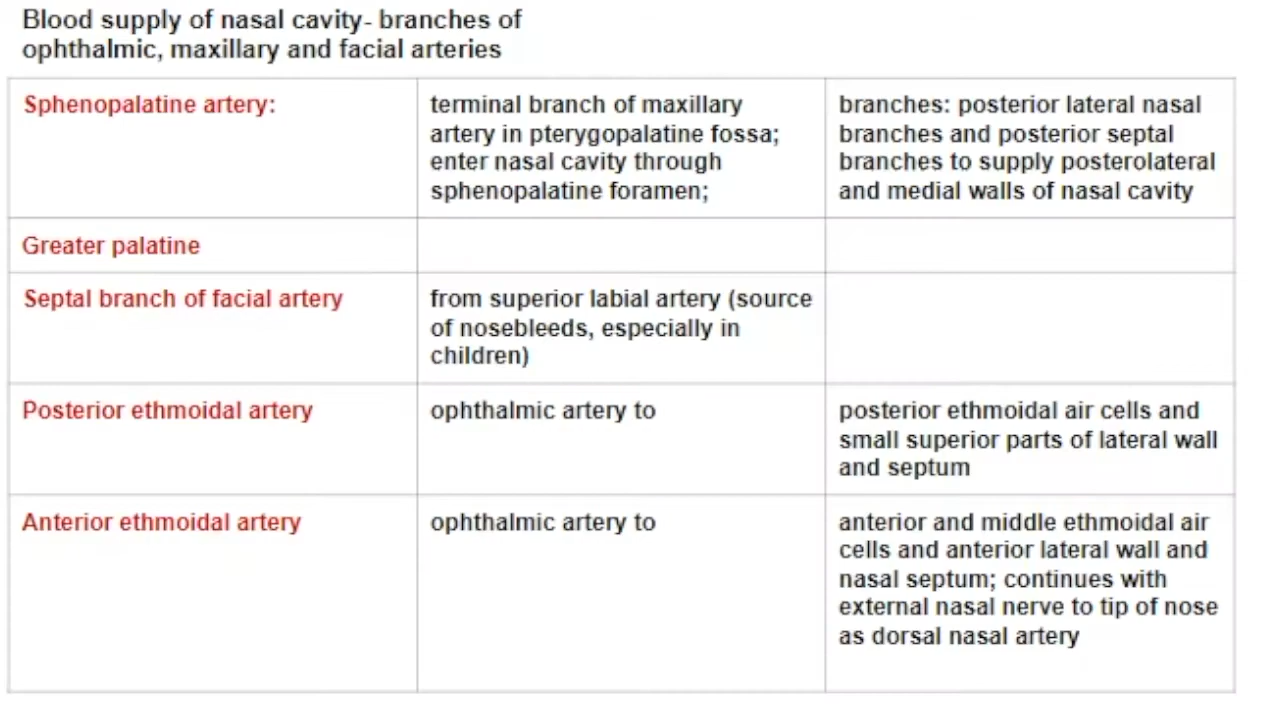 Blood supply of nasal cavity- branches of
ophthalmic, maxillary and facial arteries
Sphenopalatine artery:
terminal branch of maxillary
artery in pterygopalatine fossa;
enter nasal cavity through
sphenopalatine foramen;
branches: posterior lateral nasal
branches and posterior septal
branches to supply posterolateral
and medial walls of nasal cavity
Greater palatine
Septal branch of facial artery
from superior labial artery (source
of nosebleeds, especially in
children)
Posterior ethmoidal artery
ophthalmic artery to
posterior ethmoidal air cells and
small superior parts of lateral wall
and septum
Anterior ethmoidal artery
ophthalmic artery to
anterior and middle ethmoidal air
cells and anterior lateral wall and
nasal septum; continues with
external nasal nerve to tip of nose
as dorsal nasal artery